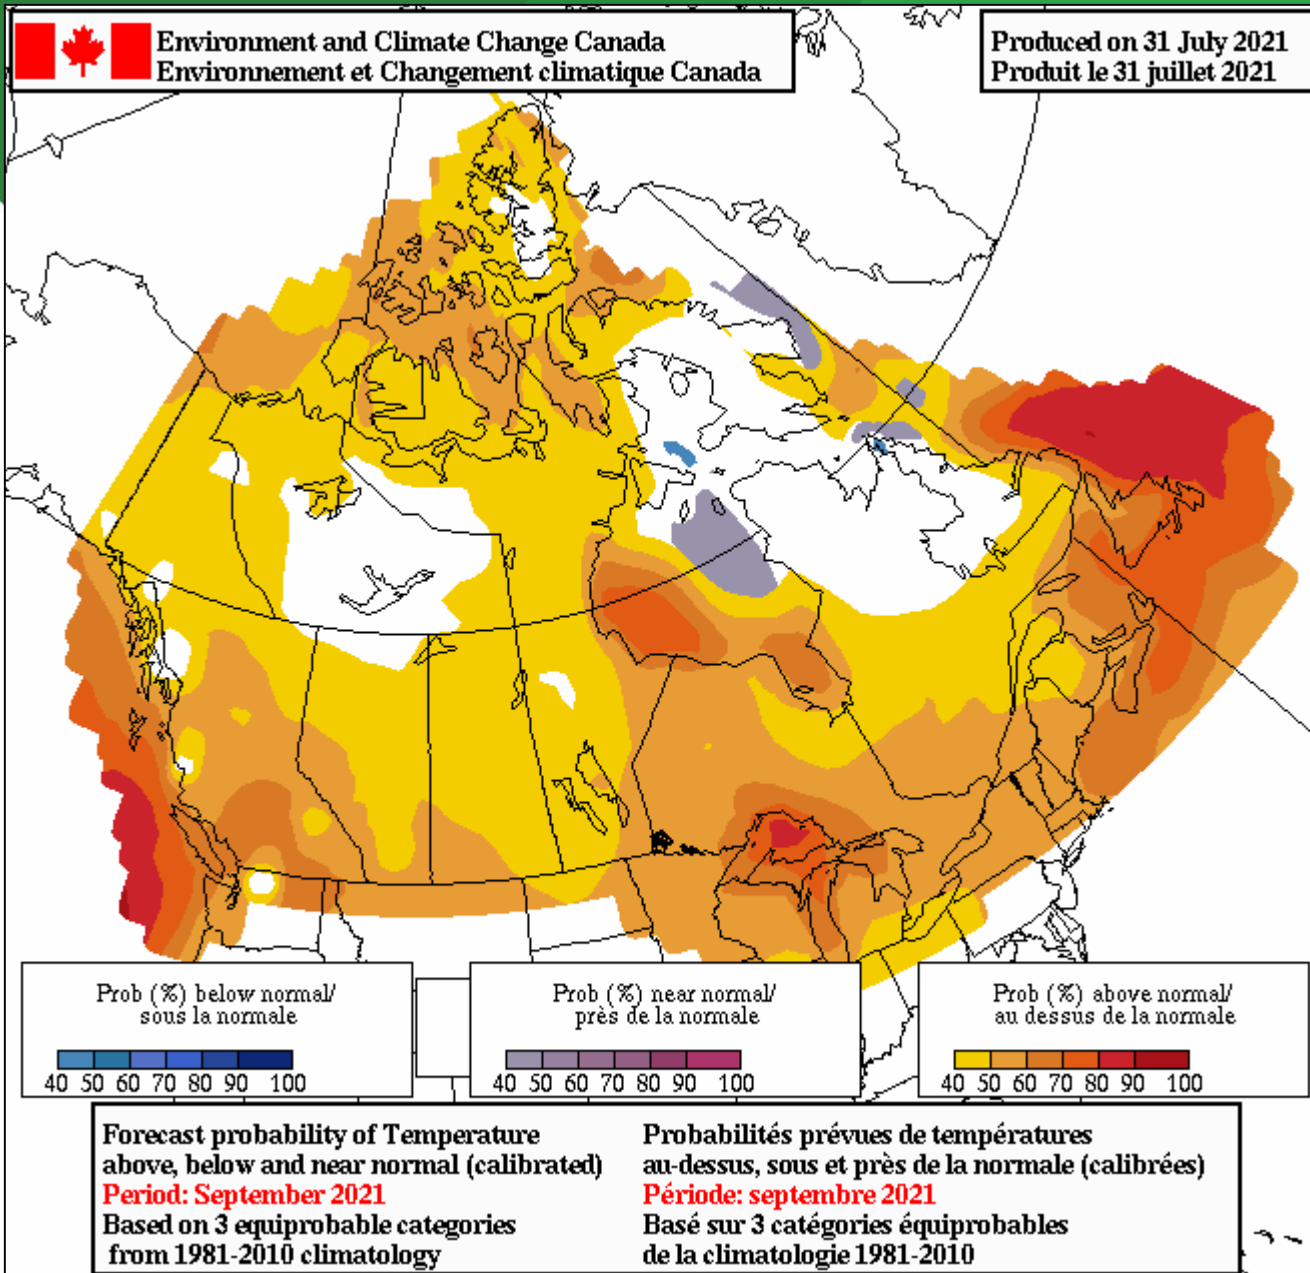 Environment and Climate Change Canada
Environnement et Changement climatique Canada
Produced on 31 July 2021
Produit le 31 juillet 2021
Prob (%) below normal/
sous la normale
40 50 60 70 80 90 100
Prob (%) near normal/
près de la normale
40 50 60 70 80 90 100
Prob (%) above normal/
au dessus de la normale
40 50 60 70 80 90 100
Forecast probability of Temperature
above, below and near normal (calibrated)
Period: September 2021
Based on 3 equiprobable categories
from 1981-2010 climatology
Probabilités prévues de températures
au-dessus, sous et près de la normale (calibrées)
Période: septembre 2021
Basé sur 3 catégories équiprobables
de la climatologie 1981-2010